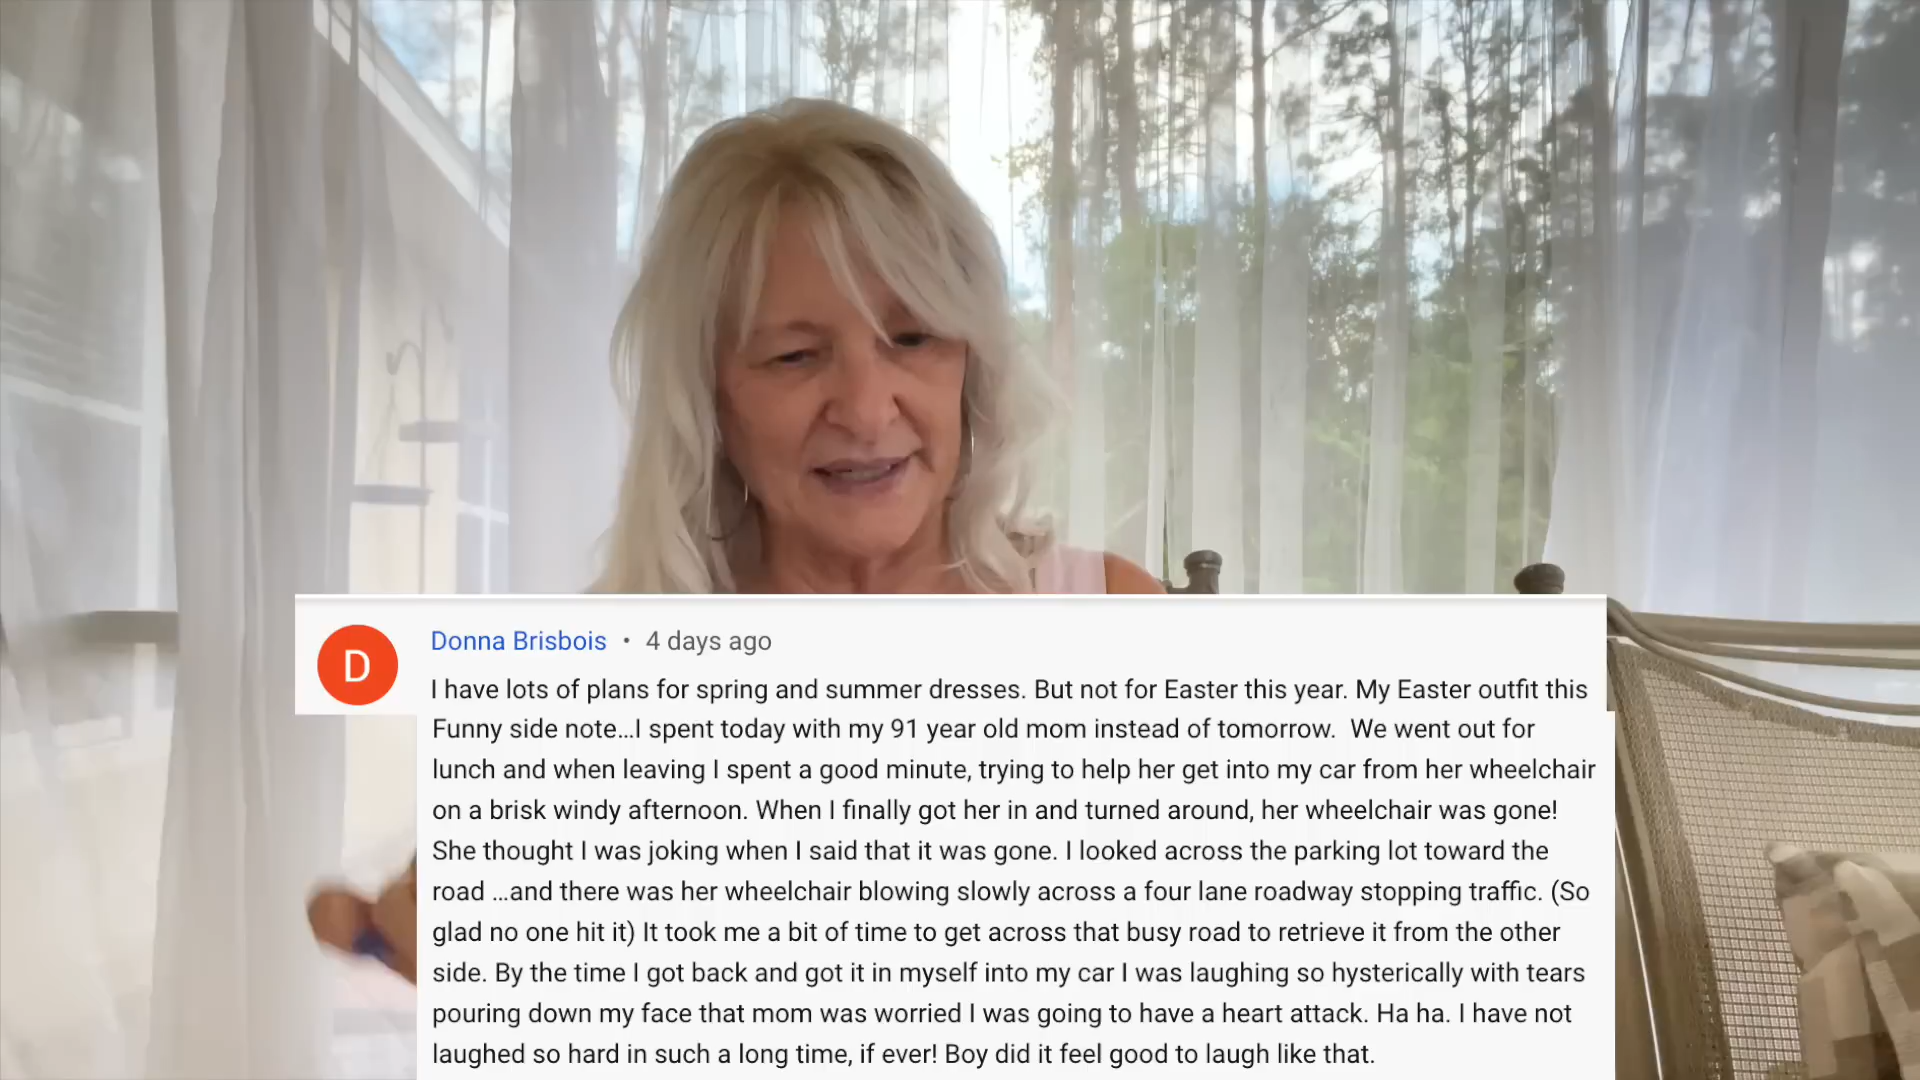 D
Donna Brisbois • 4 days ago
I have lots of plans for spring and summer dresses. But not for Easter this year. My Easter outfit this
Funny side note...I spent today with my 91 year old mom instead of tomorrow.  We went out for
lunch and when leaving I spent a good minute, trying to help her get into my car from her wheelchair
on a brisk windy afternoon. When I finally got her in and turned around, her wheelchair was gone!
She thought I was joking when I said that it was gone. I looked across the parking lot toward the
road ...and there was her wheelchair blowing slowly across a four lane roadway stopping traffic. (So
glad no one hit it) It took me a bit of time to get across that busy road to retrieve it from the other
side. By the time I got back and got it in myself into my car I was laughing so hysterically with tears
pouring down my face that mom was worried I was going to have a heart attack. Ha ha. I have not
laughed so hard in such a long time, if ever! Boy did it feel good to laugh like that.